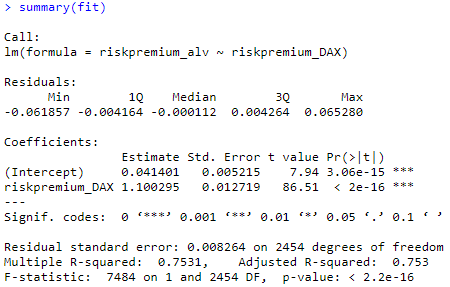 > summary(fit)
Call:
lm(formula = riskpremium_alv ~ riskpremium_DAX)
Residuals:
      Min        1Q    Median        3Q       Max
-0.061857 -0.004164 -0.000112  0.004264  0.065280
Coefficients:
                Estimate Std. Error t value Pr(>|t|)
(Intercept)     0.041401   0.005215    7.94 3.06e-15 ***
riskpremium_DAX 1.100295   0.012719   86.51  < 2e-16 ***
---
Signif. codes:  0 ‘***’ 0.001 ‘**’ 0.01 ‘*’ 0.05 ‘.’ 0.1 ‘ ’
Residual standard error: 0.008264 on 2454 degrees of freedom
Multiple R-squared:  0.7531,    Adjusted R-squared:  0.753
F-statistic:  7484 on 1 and 2454 DF,  p-value: < 2.2e-16